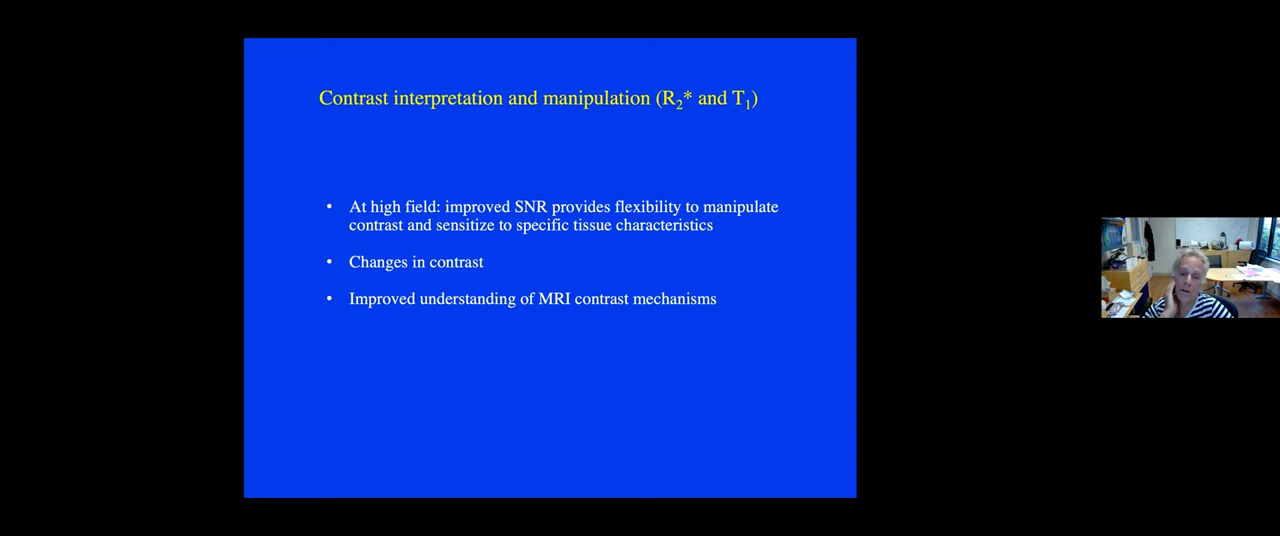 Contrast interpretation and manipulation (R2* and T1)
• At high field: improved SNR provides flexibility to manipulate
contrast and sensitize to specific tissue characteristics
• Changes in contrast
• Improved understanding of MRI contrast mechanisms